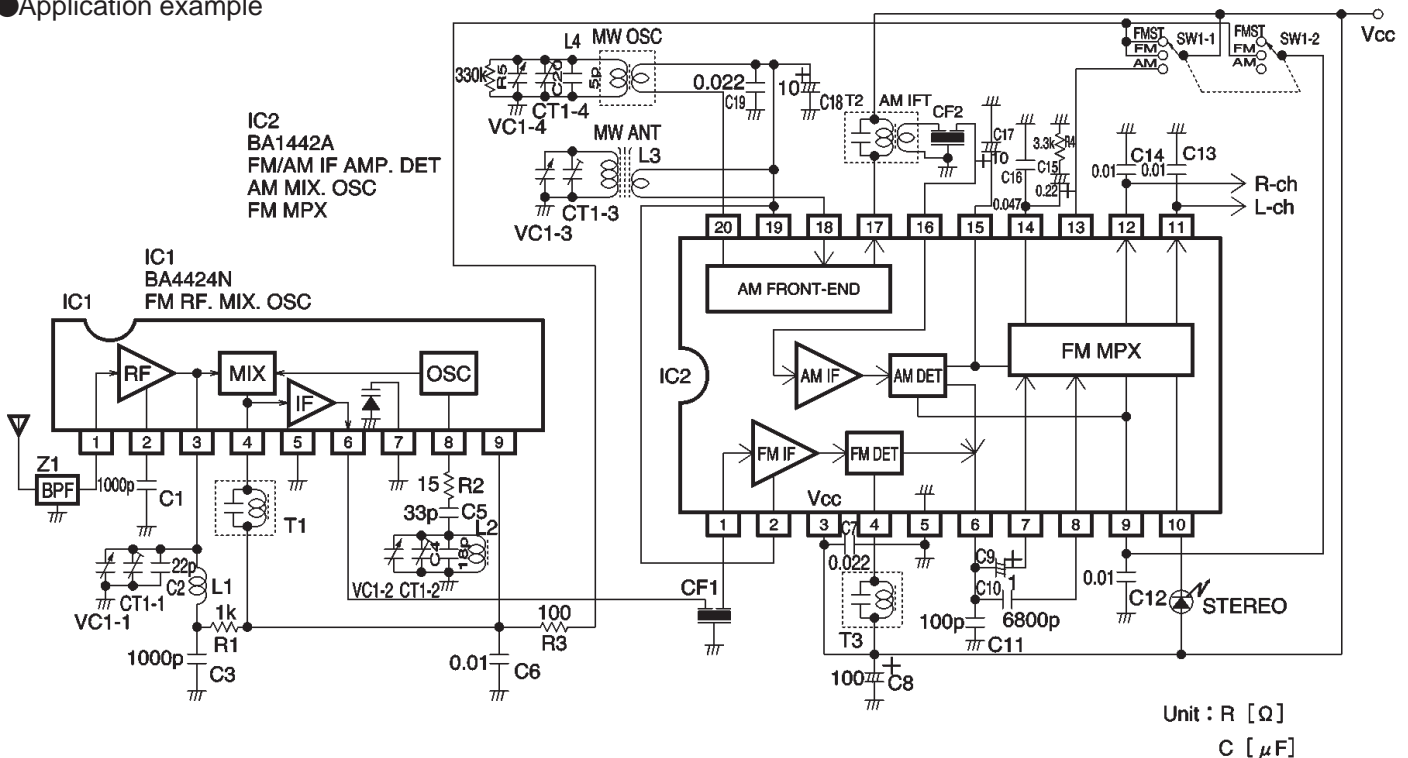 ●Application example
Vcc
FMST
FM
AM
SW1-1
FMST
FM
AM
SW1-2
L4
MW OSC
330k
R5
C20
5p
CT1-4
VC1-4
0.022
C19
10
C18
T2
AM IFT
CF2
C17
10
C16
0.047
3.3k
R4
C15
0.22
C14
0.01
C13
0.01
R-ch
L-ch
MW ANT
L3
CT1-3
VC1-3
IC2
BA1442A
FM/AM IF AMP. DET
AM MIX. OSC
FM MPX
20
19
18
17
16
15
14
13
12
11
AM FRONT-END
FM MPX
IC2
AM IF
AM DET
FM IF
FM DET
Vcc
1
2
3
4
5
6
7
8
9
10
IC1
BA4424N
FM RF. MIX. OSC
IC1
RF
MIX
IF
OSC
1
2
3
4
5
6
7
8
9
Z1
BPF
1000p
C1
T1
15
R2
33p
C5
L2
C4
18p
VC1-2
CT1-2
22p
C2
L1
CT1-1
VC1-1
1k
R1
1000p
C3
0.01
C6
100
R3
CF1
C7
0.022
T3
100
C8
C9
1
C10
6800p
100p
C11
0.01
C12
STEREO
Unit : R [Ω]
C [μF]